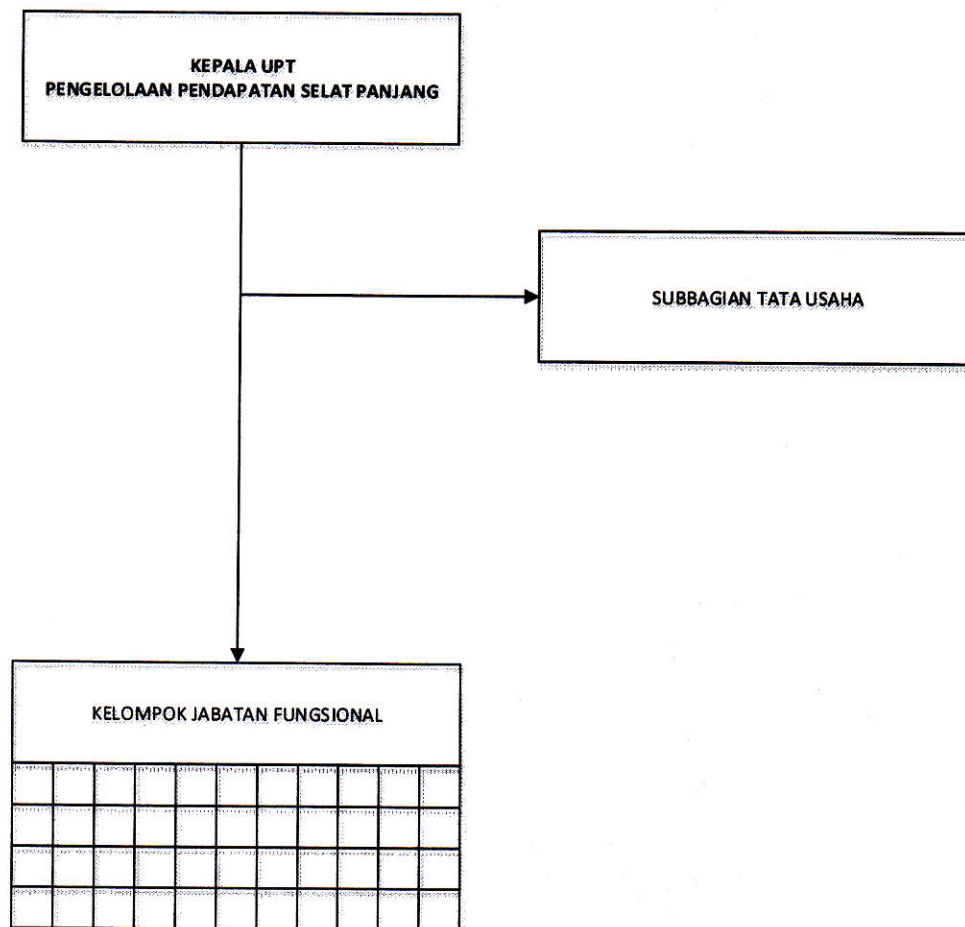 KEPALA UPT
PENGELOLAAN PENDAPATAN SELAT PANJANG
SUBBAGIAN TATA USAHA
KELOMPOK JABATAN FUNGSIONAL